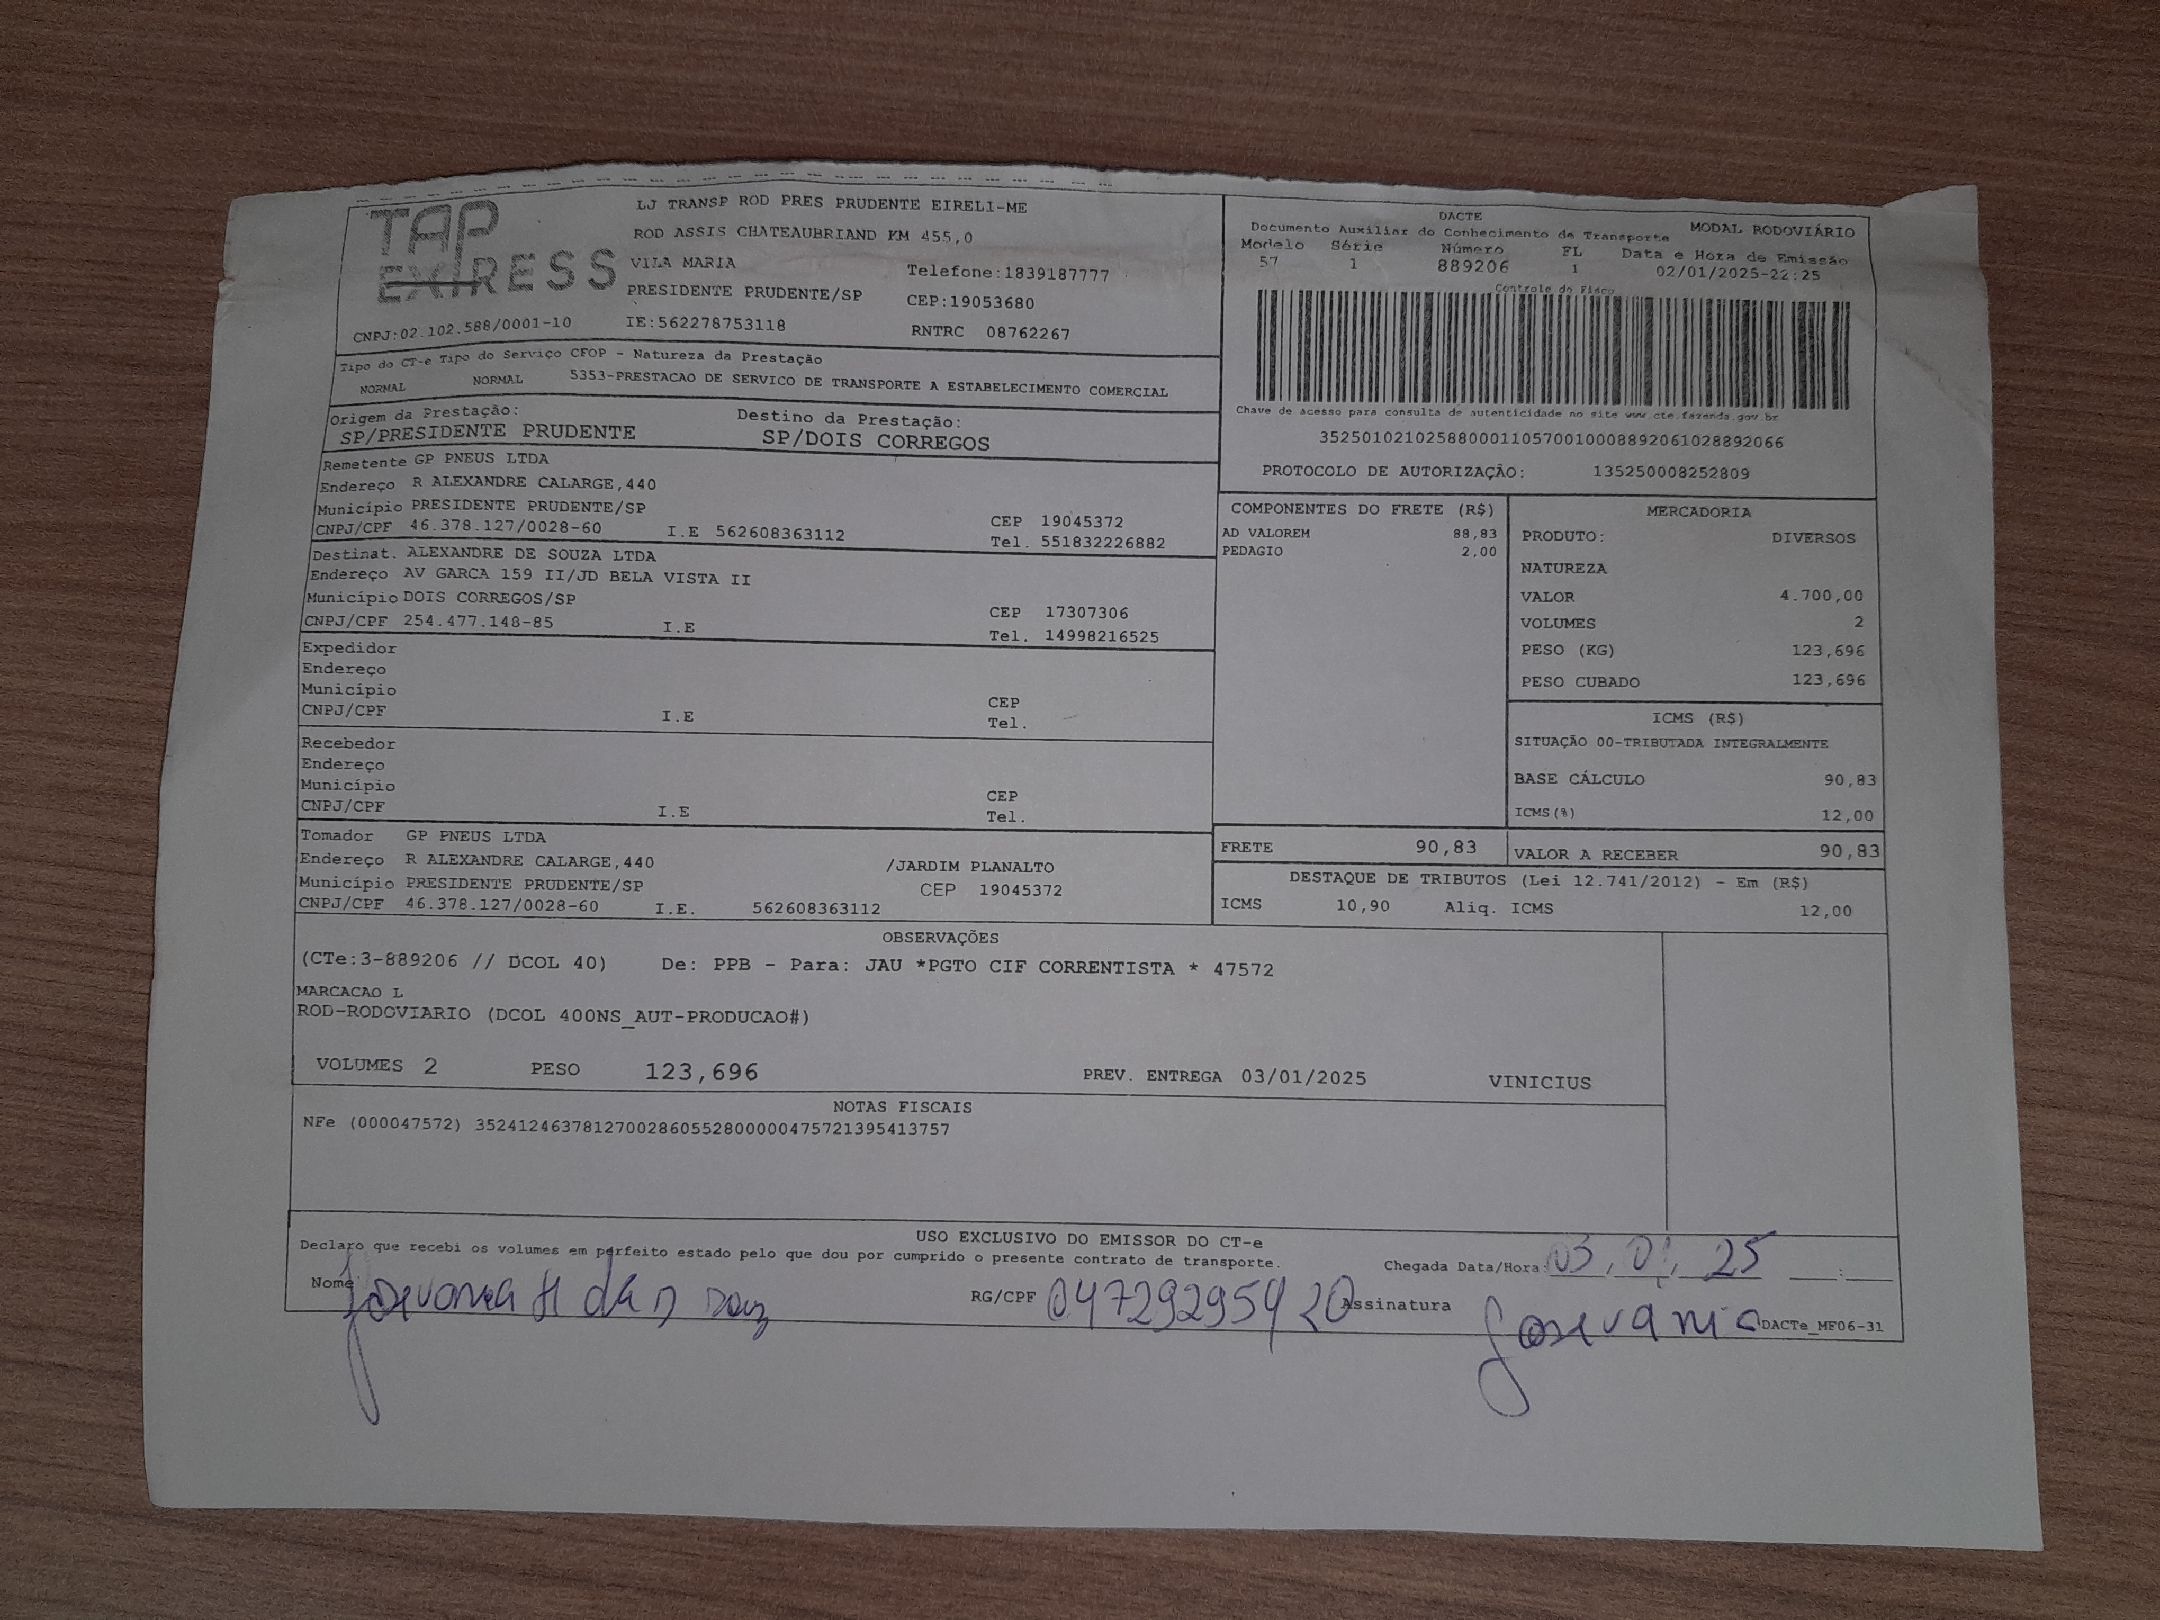 TAP
EXPRESS
LJ TRANSP ROD PRES PRUDENTE EIRELI-ME
ROD ASSIS CHATEAUBRIAND KM 455,0
VILA MARIA Telefone:1839187777
PRESIDENTE PRUDENTE/SP CEP:19053680
CNPJ:02.102.588/0001-10 IE:562278753118 RNTRC 08762267
DACTE
Documento Auxiliar do Conhecimento de Transporte MODAL RODOVIÁRIO
Modelo Série Número FL Data e Hora de Emissão
57 1 889206 1 02/01/2025-22:25
Controle do Fisco
Chave de acesso para consulta de autenticidade no site www.cte.fazenda.gov.br
35250102102588000110570010008892061028892066
PROTOCOLO DE AUTORIZAÇÃO: 135250008252809
Tipo do CT-e Tipo do Serviço CFOP - Natureza da Prestação
NORMAL NORMAL 5353-PRESTACAO DE SERVICO DE TRANSPORTE A ESTABELECIMENTO COMERCIAL
Origem da Prestação: Destino da Prestação:
SP/PRESIDENTE PRUDENTE SP/DOIS CORREGOS
Remetente GP PNEUS LTDA
Endereço R ALEXANDRE CALARGE,440
Município PRESIDENTE PRUDENTE/SP CEP 19045372
CNPJ/CPF 46.378.127/0028-60 I.E 562608363112 Tel. 551832226882
Destinat. ALEXANDRE DE SOUZA LTDA
Endereço AV GARCA 159 II/JD BELA VISTA II
Município DOIS CORREGOS/SP CEP 17307306
CNPJ/CPF 254.477.148-85 I.E Tel. 14998216525
Expedidor
Endereço
Município CEP
CNPJ/CPF I.E Tel.
Recebedor
Endereço
Município CEP
CNPJ/CPF I.E Tel.
Tomador GP PNEUS LTDA
Endereço R ALEXANDRE CALARGE,440 /JARDIM PLANALTO
Município PRESIDENTE PRUDENTE/SP CEP 19045372
CNPJ/CPF 46.378.127/0028-60 I.E. 562608363112
COMPONENTES DO FRETE (R$)
AD VALOREM 88,83
PEDAGIO 2,00
MERCADORIA
PRODUTO: DIVERSOS
NATUREZA
VALOR 4.700,00
VOLUMES 2
PESO (KG) 123,696
PESO CUBADO 123,696
ICMS (R$)
SITUAÇÃO 00-TRIBUTADA INTEGRALMENTE
BASE CÁLCULO 90,83
ICMS(%) 12,00
FRETE 90,83 VALOR A RECEBER 90,83
DESTAQUE DE TRIBUTOS (Lei 12.741/2012) - Em (R$)
ICMS 10,90 Aliq. ICMS 12,00
OBSERVAÇÕES
(CTe:3-889206 // DCOL 40) De: PPB - Para: JAU *PGTO CIF CORRENTISTA * 47572
MARCACAO L
ROD-RODOVIARIO (DCOL 400NS_AUT-PRODUCAO#)
VOLUMES 2 PESO 123,696 PREV. ENTREGA 03/01/2025 VINICIUS
NOTAS FISCAIS
NFe (000047572) 35241246378127002860552800000475721395413757
USO EXCLUSIVO DO EMISSOR DO CT-e
Declaro que recebi os volumes em perfeito estado pelo que dou por cumprido o presente contrato de transporte.
Chegada Data/Hora: 03, 01, 25 :
Nome RG/CPF 04729295920 Assinatura Josevânia
DACTe_MF06-31